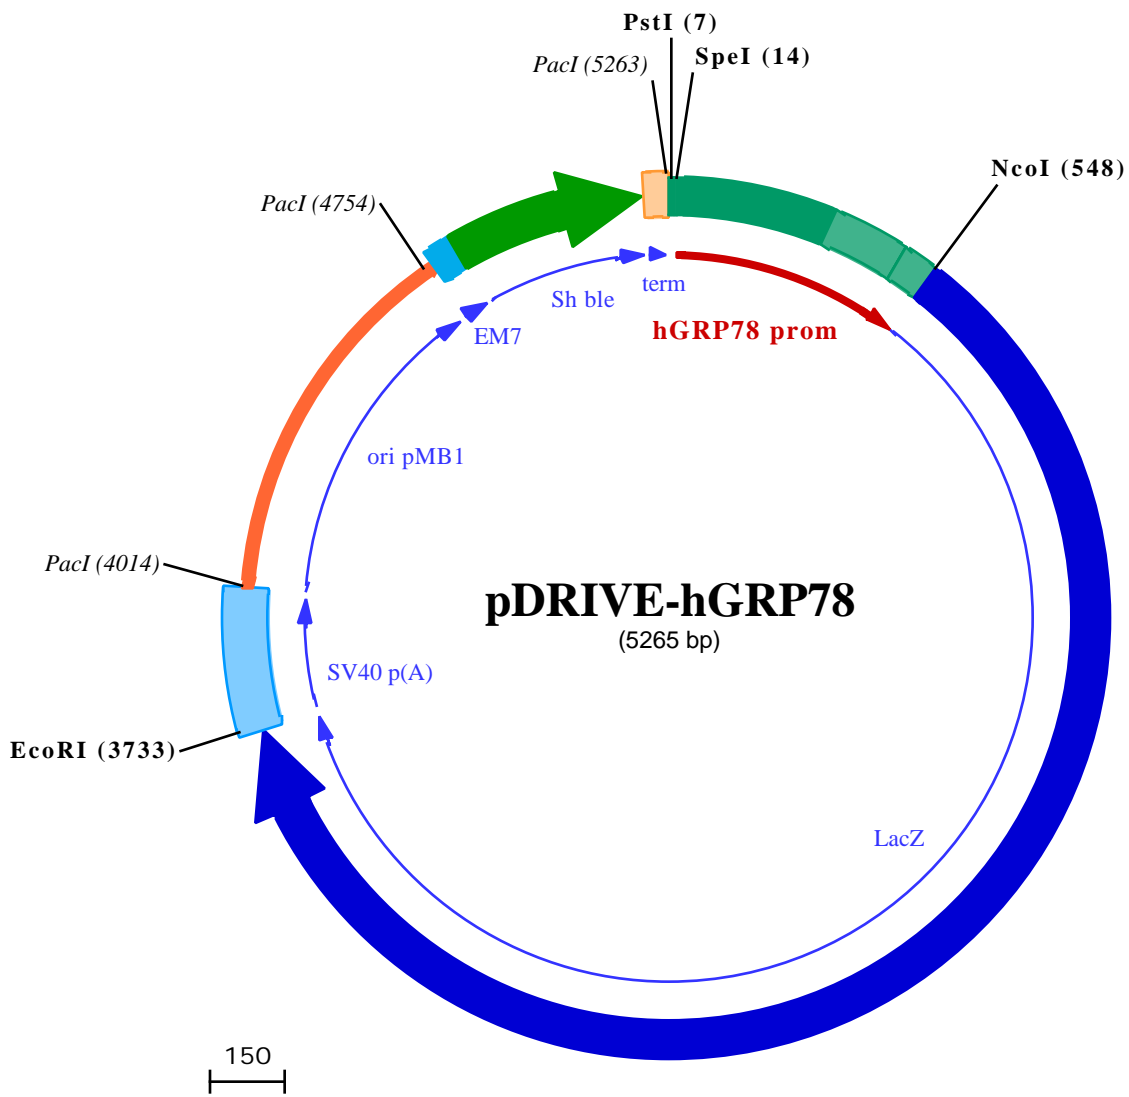 PstI (7)
PacI (5263)
SpeI (14)
NcoI (548)
PacI (4754)
term
Sh ble
EM7
hGRP78 prom
ori pMB1
PacI (4014)
pDRIVE-hGRP78
(5265 bp)
SV40 p(A)
EcoRI (3733)
LacZ
150